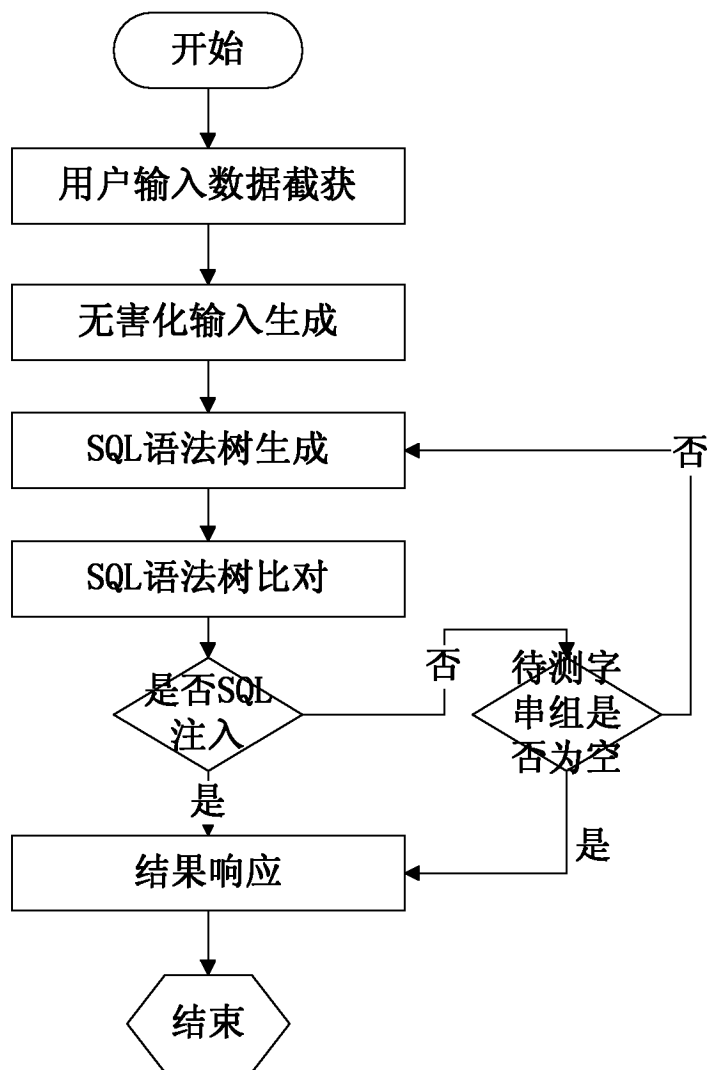 开始
用户输入数据截获
无害化输入生成
SQL语法树生成
否
SQL语法树比对
是否SQL
注入
否
待测字
串组是
否为空
是
是
结果响应
结束